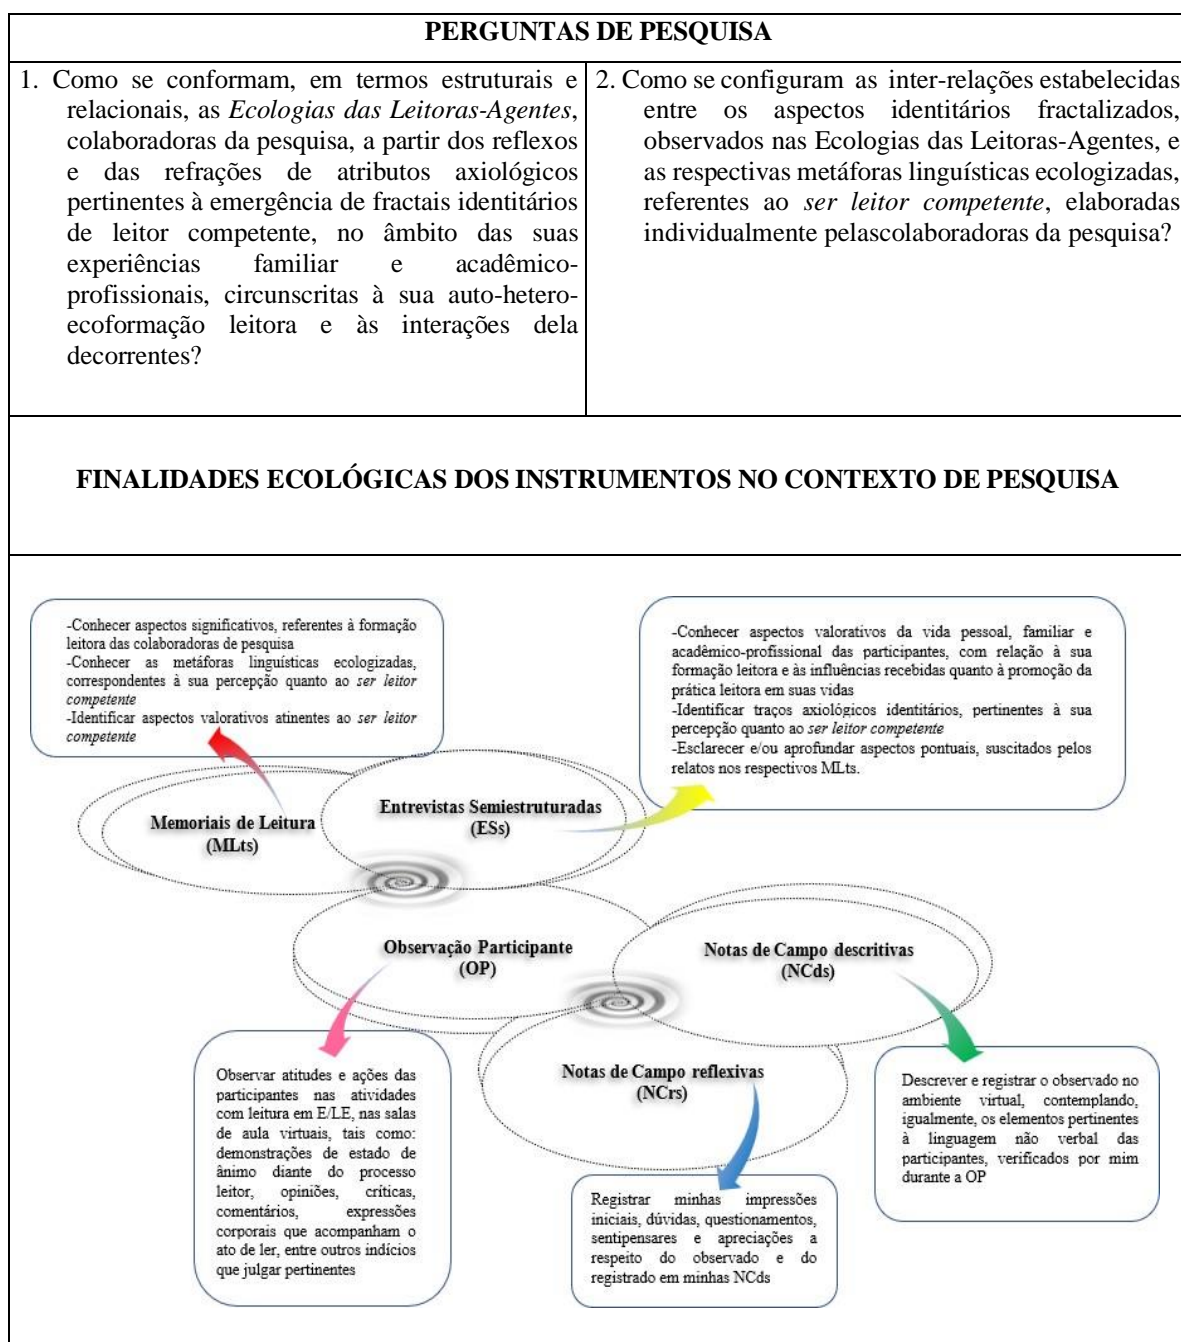 PERGUNTAS DE PESQUISA
1. Como se conformam, em termos estruturais e
relacionais, as Ecologias das Leitoras-Agentes,
colaboradoras da pesquisa, a partir dos reflexos
e das refrações de atributos axiológicos
pertinentes à emergência de fractais identitários
de leitor competente, no âmbito das suas
experiências familiar e acadêmico-
profissionais, circunscritas à sua auto-hetero-
ecoformação leitora e às interações dela
decorrentes?
2. Como se configuram as inter-relações estabelecidas
entre os aspectos identitários fractalizados,
observados nas Ecologias das Leitoras-Agentes, e
as respectivas metáforas linguísticas ecologizadas,
referentes ao ser leitor competente, elaboradas
individualmente pelascolaboradoras da pesquisa?
FINALIDADES ECOLÓGICAS DOS INSTRUMENTOS NO CONTEXTO DE PESQUISA
-Conhecer aspectos significativos, referentes à formação
leitora das colaboradoras de pesquisa
-Conhecer as metáforas linguísticas ecologizadas,
correspondentes à sua percepção quanto ao ser leitor
competente
-Identificar aspectos valorativos atinentes ao ser leitor
competente
-Conhecer aspectos valorativos da vida pessoal, familiar e
acadêmico-profissional das participantes, com relação à sua
formação leitora e às influências recebidas quanto à promoção da
prática leitora em suas vidas
-Identificar traços axiológicos identitários, pertinentes à sua
percepção quanto ao ser leitor competente
-Esclarecer e/ou aprofundar aspectos pontuais, suscitados pelos
relatos nos respectivos MLts.
Memoriais de Leitura
(MLts)
Entrevistas Semiestruturadas
(ESs)
Observação Participante
(OP)
Notas de Campo descritivas
(NCds)
Notas de Campo reflexivas
(NCrs)
Observar atitudes e ações das
participantes nas atividades
com leitura em E/LE, nas salas
de aula virtuais, tais como:
demonstrações de estado de
ânimo diante do processo
leitor, opiniões, críticas,
comentários, expressões
corporais que acompanham o
ato de ler, entre outros indícios
que julgar pertinentes
Registrar minhas impressões
iniciais, dúvidas, questionamentos,
sentipensares e apreciações a
respeito do observado e do
registrado em minhas NCds
Descrever e registrar o observado no
ambiente virtual, contemplando,
igualmente, os elementos pertinentes
à linguagem não verbal das
participantes, verificados por mim
durante a OP